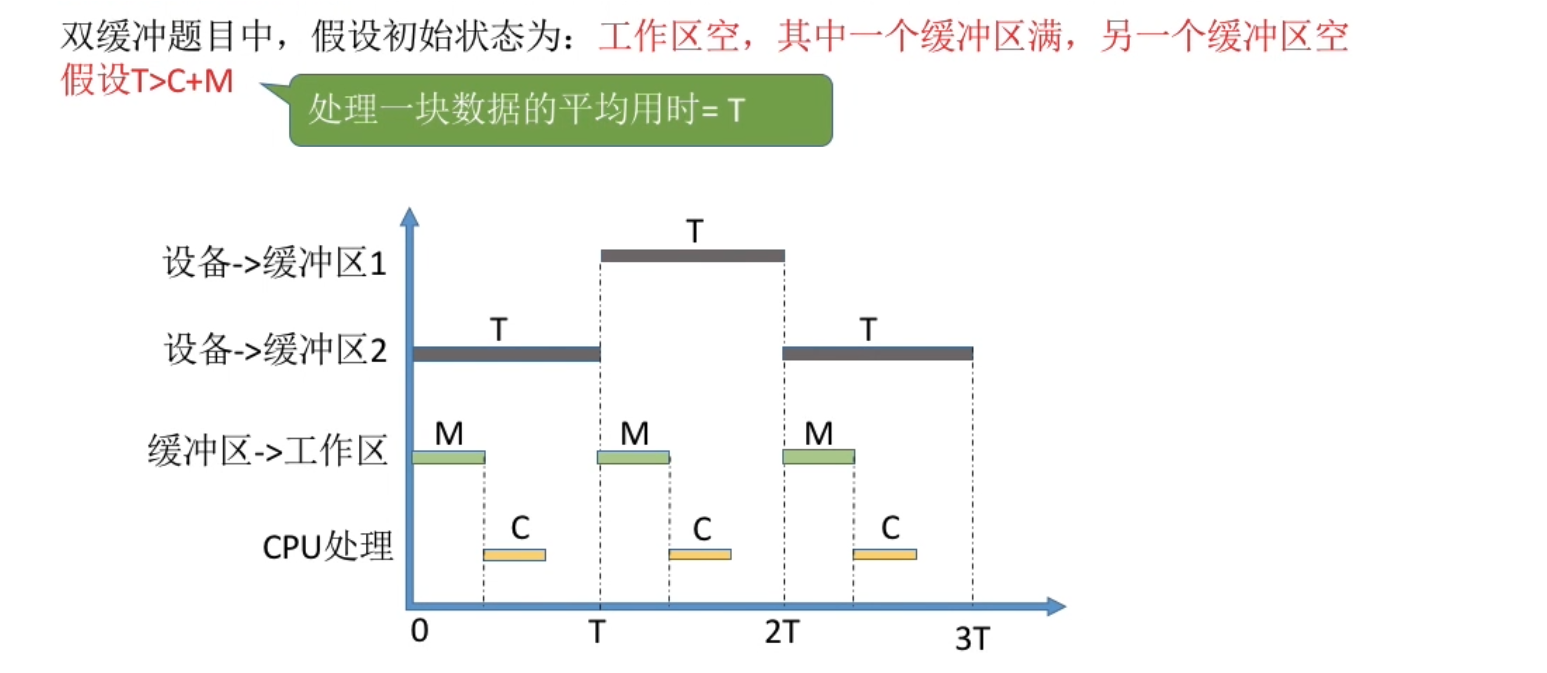 双缓冲题目中，假设初始状态为：工作区空，其中一个缓冲区满，另一个缓冲区空
假设T>C+M
处理一块数据的平均用时= T
T
设备->缓冲区1
T
T
设备->缓冲区2
M
M
M
缓冲区->工作区
C
C
C
CPU处理
0
T
2T
3T